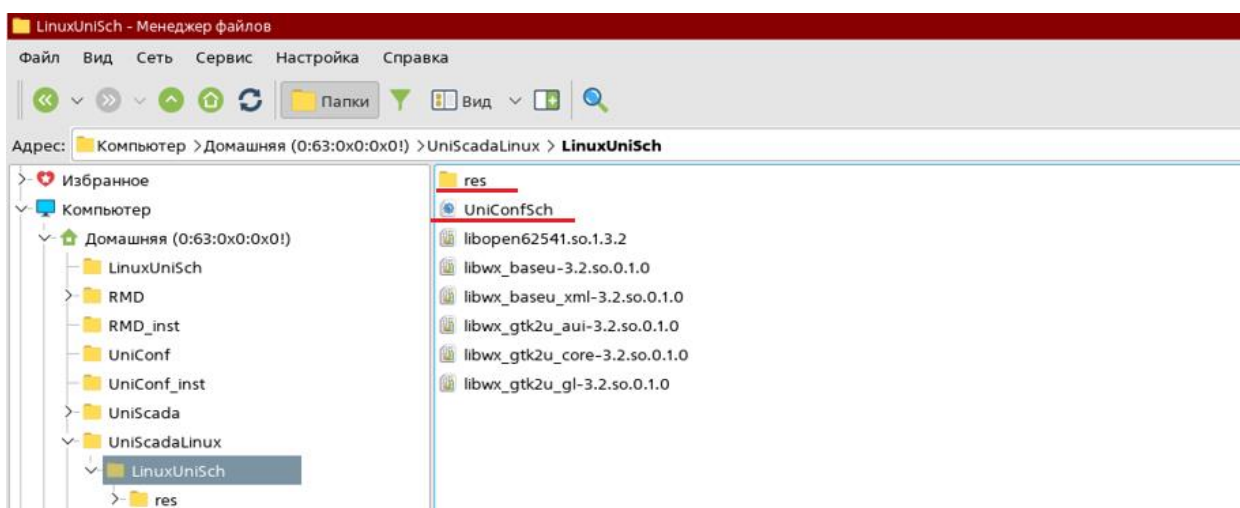 LinuxUniSch - Менеджер файлов
Файл Вид Сеть Сервис Настройка Справка
Папки Вид
Адрес: Компьютер > Домашняя (0:63:0x0:0x0!) > UniScadaLinux > LinuxUniSch
Избранное
Компьютер
Домашняя (0:63:0x0:0x0!)
LinuxUniSch
RMD
RMD_inst
UniConf
UniConf_inst
UniScada
UniScadaLinux
LinuxUniSch
res
res
UniConfSch
libopen62541.so.1.3.2
libwx_baseu-3.2.so.0.1.0
libwx_baseu_xml-3.2.so.0.1.0
libwx_gtk2u_aui-3.2.so.0.1.0
libwx_gtk2u_core-3.2.so.0.1.0
libwx_gtk2u_gl-3.2.so.0.1.0